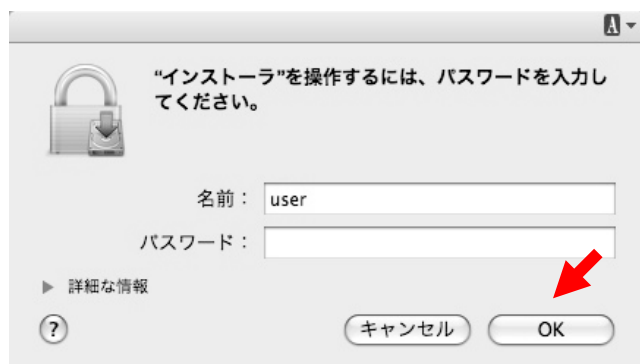 A
“インストーラ”を操作するには、パスワードを入力し
てください。
名前： user
パスワード：
詳細な情報
? キャンセル OK